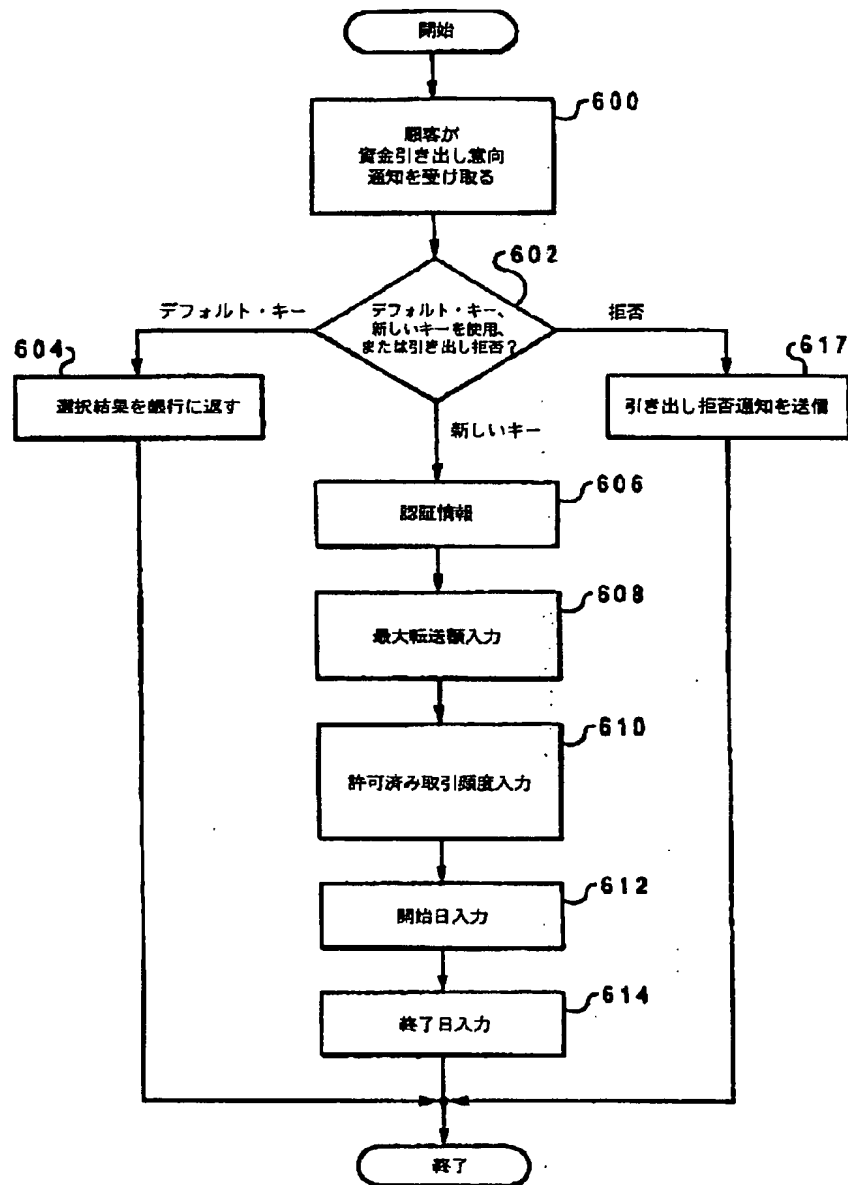 開始
600
顧客が
資金引き出し意向
通知を受け取る
602
デフォルト・キー
デフォルト・キー、
新しいキーを使用、
または引き出し拒否?
拒否
604
選択結果を銀行に返す
617
引き出し拒否通知を送信
新しいキー
606
認証情報
608
最大転送額入力
610
許可済み取引頻度入力
612
開始日入力
614
終了日入力
終了